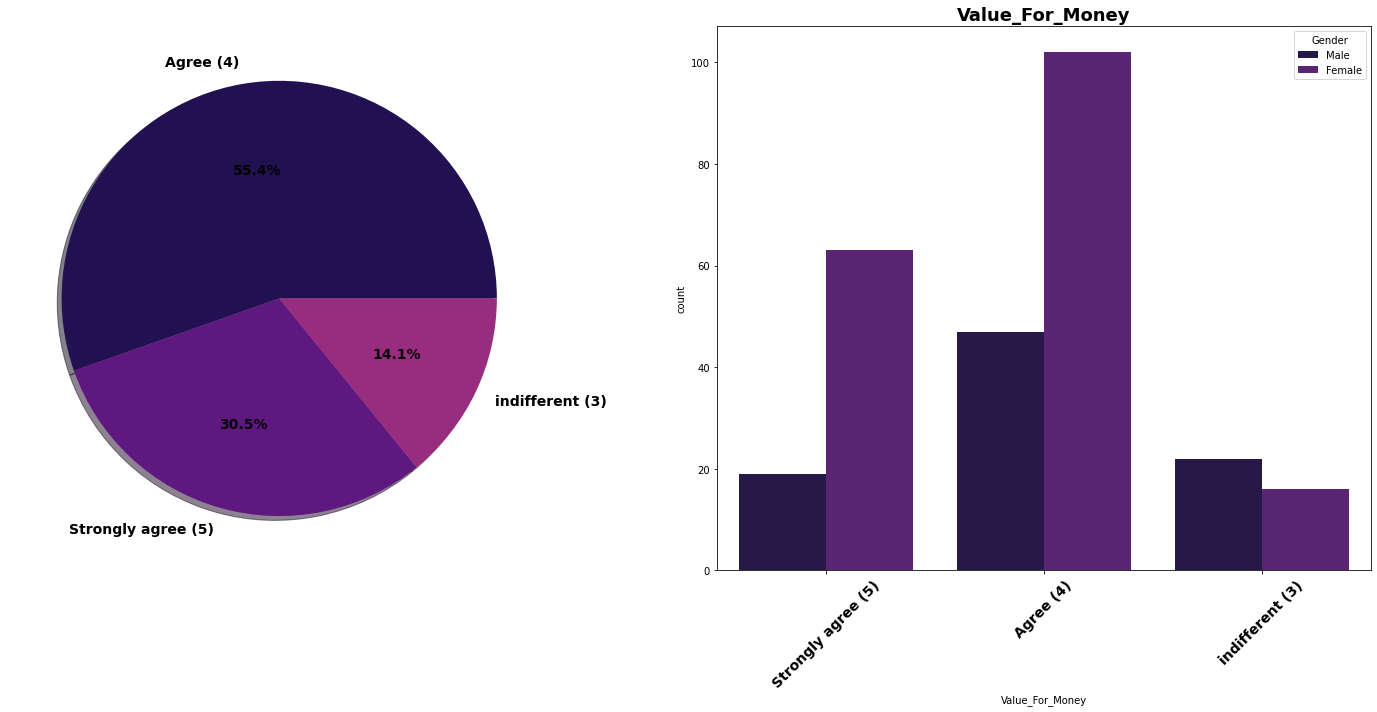 Agree (4)
55.4%
14.1%
indifferent (3)
30.5%
Strongly agree (5)
Value_For_Money
Gender
Male
Female
100
80
60
40
20
0
count
Strongly agree (5)
Agree (4)
indifferent (3)
Value_For_Money